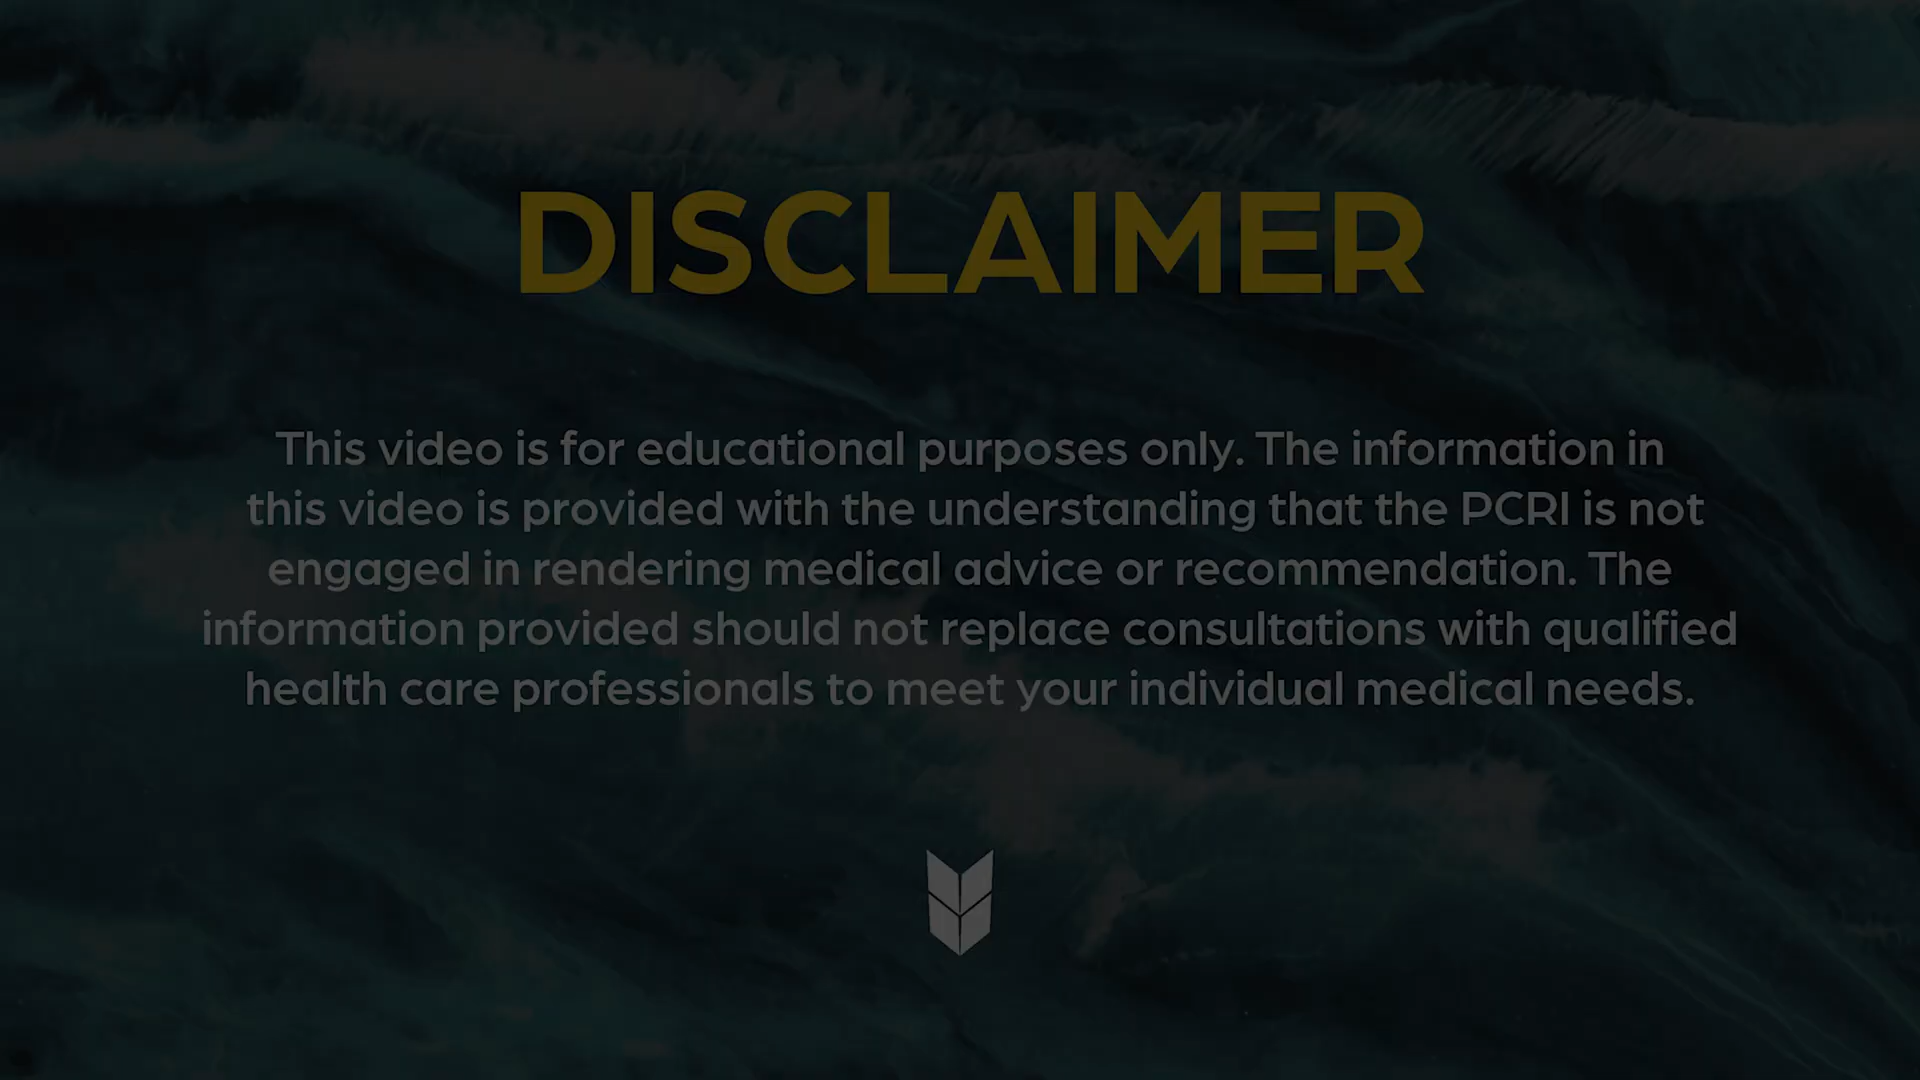 DISCLAIMER
This video is for educational purposes only. The information in
this video is provided with the understanding that the PCRI is not
engaged in rendering medical advice or recommendation. The
information provided should not replace consultations with qualified
health care professionals to meet your individual medical needs.